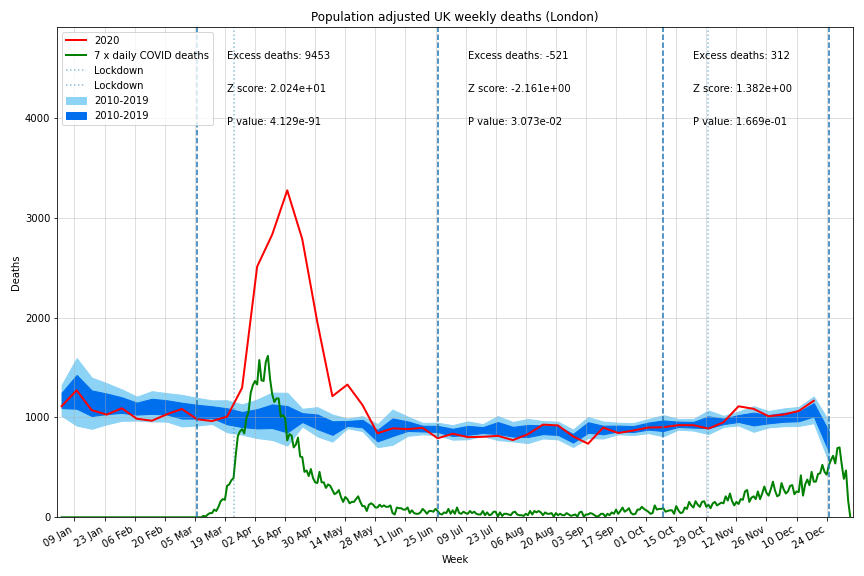 Population adjusted UK weekly deaths (London)
2020
7 x daily COVID deaths
Lockdown
Lockdown
2010-2019
2010-2019
Excess deaths: 9453
Z score: 2.024e+01
P value: 4.129e-91
Excess deaths: -521
Z score: -2.161e+00
P value: 3.073e-02
Excess deaths: 312
Z score: 1.382e+00
P value: 1.669e-01
Deaths
4000
3000
2000
1000
0
09 Jan
23 Jan
06 Feb
20 Feb
05 Mar
19 Mar
02 Apr
16 Apr
30 Apr
14 May
28 May
11 Jun
25 Jun
09 Jul
23 Jul
06 Aug
20 Aug
03 Sep
17 Sep
01 Oct
15 Oct
29 Oct
12 Nov
26 Nov
10 Dec
24 Dec
Week